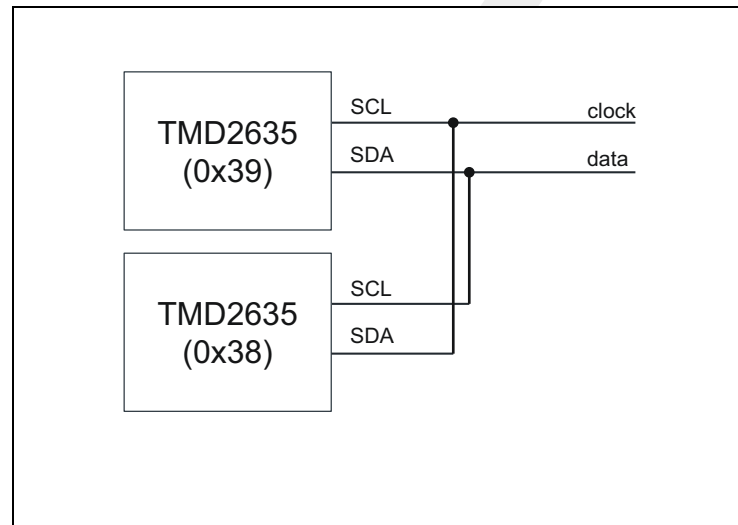 TMD2635
(0x39)
SCL
clock
SDA
data
TMD2635
(0x38)
SCL
SDA